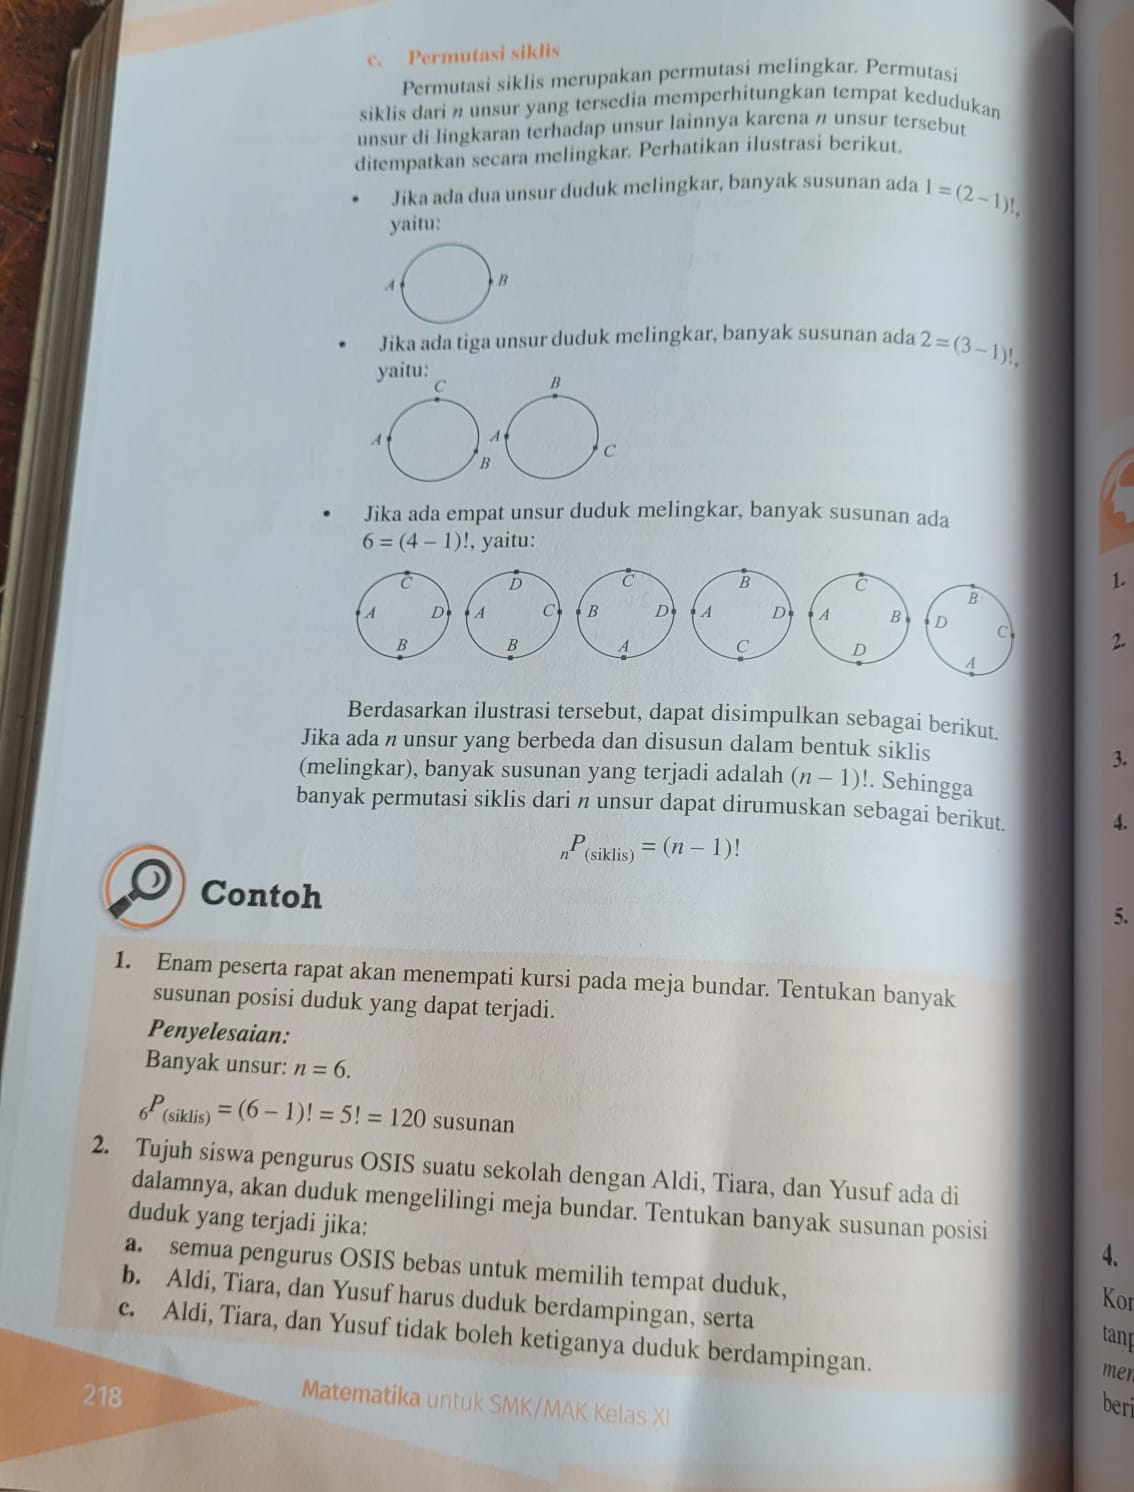 c. Permutasi siklis
Permutasi siklis merupakan permutasi melingkar. Permutasi
siklis dari n unsur yang tersedia memperhitungkan tempat kedudukan
unsur di lingkaran terhadap unsur lainnya karena n unsur tersebut
ditempatkan secara melingkar. Perhatikan ilustrasi berikut.
• Jika ada dua unsur duduk melingkar, banyak susunan ada 1 = (2 – 1)!,
yaitu:
A B
• Jika ada tiga unsur duduk melingkar, banyak susunan ada 2 = (3 – 1)!,
yaitu:
C B
A A
B C
• Jika ada empat unsur duduk melingkar, banyak susunan ada
6 = (4 – 1)!, yaitu:
C D C B C B
A D A C B D A D A B D C
B B A C D A
Berdasarkan ilustrasi tersebut, dapat disimpulkan sebagai berikut.
Jika ada n unsur yang berbeda dan disusun dalam bentuk siklis
(melingkar), banyak susunan yang terjadi adalah (n – 1)!. Sehingga
banyak permutasi siklis dari n unsur dapat dirumuskan sebagai berikut.
nP(siklis) = (n – 1)!
Contoh
1. Enam peserta rapat akan menempati kursi pada meja bundar. Tentukan banyak
susunan posisi duduk yang dapat terjadi.
Penyelesaian:
Banyak unsur: n = 6.
6P(siklis) = (6 – 1)! = 5! = 120 susunan
2. Tujuh siswa pengurus OSIS suatu sekolah dengan Aldi, Tiara, dan Yusuf ada di
dalamnya, akan duduk mengelilingi meja bundar. Tentukan banyak susunan posisi
duduk yang terjadi jika:
a. semua pengurus OSIS bebas untuk memilih tempat duduk,
b. Aldi, Tiara, dan Yusuf harus duduk berdampingan, serta
c. Aldi, Tiara, dan Yusuf tidak boleh ketiganya duduk berdampingan.
218 Matematika untuk SMK/MAK Kelas XI
1.
2.
3.
4.
5.
4.
beri